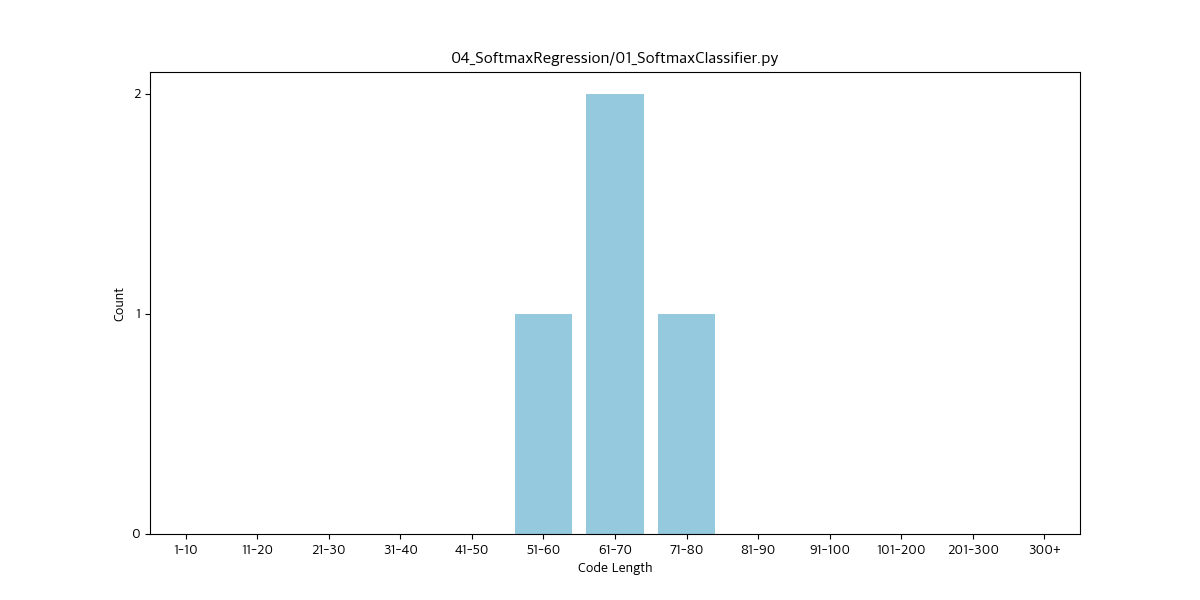 04_SoftmaxRegression/01_SoftmaxClassifier.py
2
1
0
Count
1-10 11-20 21-30 31-40 41-50 51-60 61-70 71-80 81-90 91-100 101-200 201-300 300+
Code Length